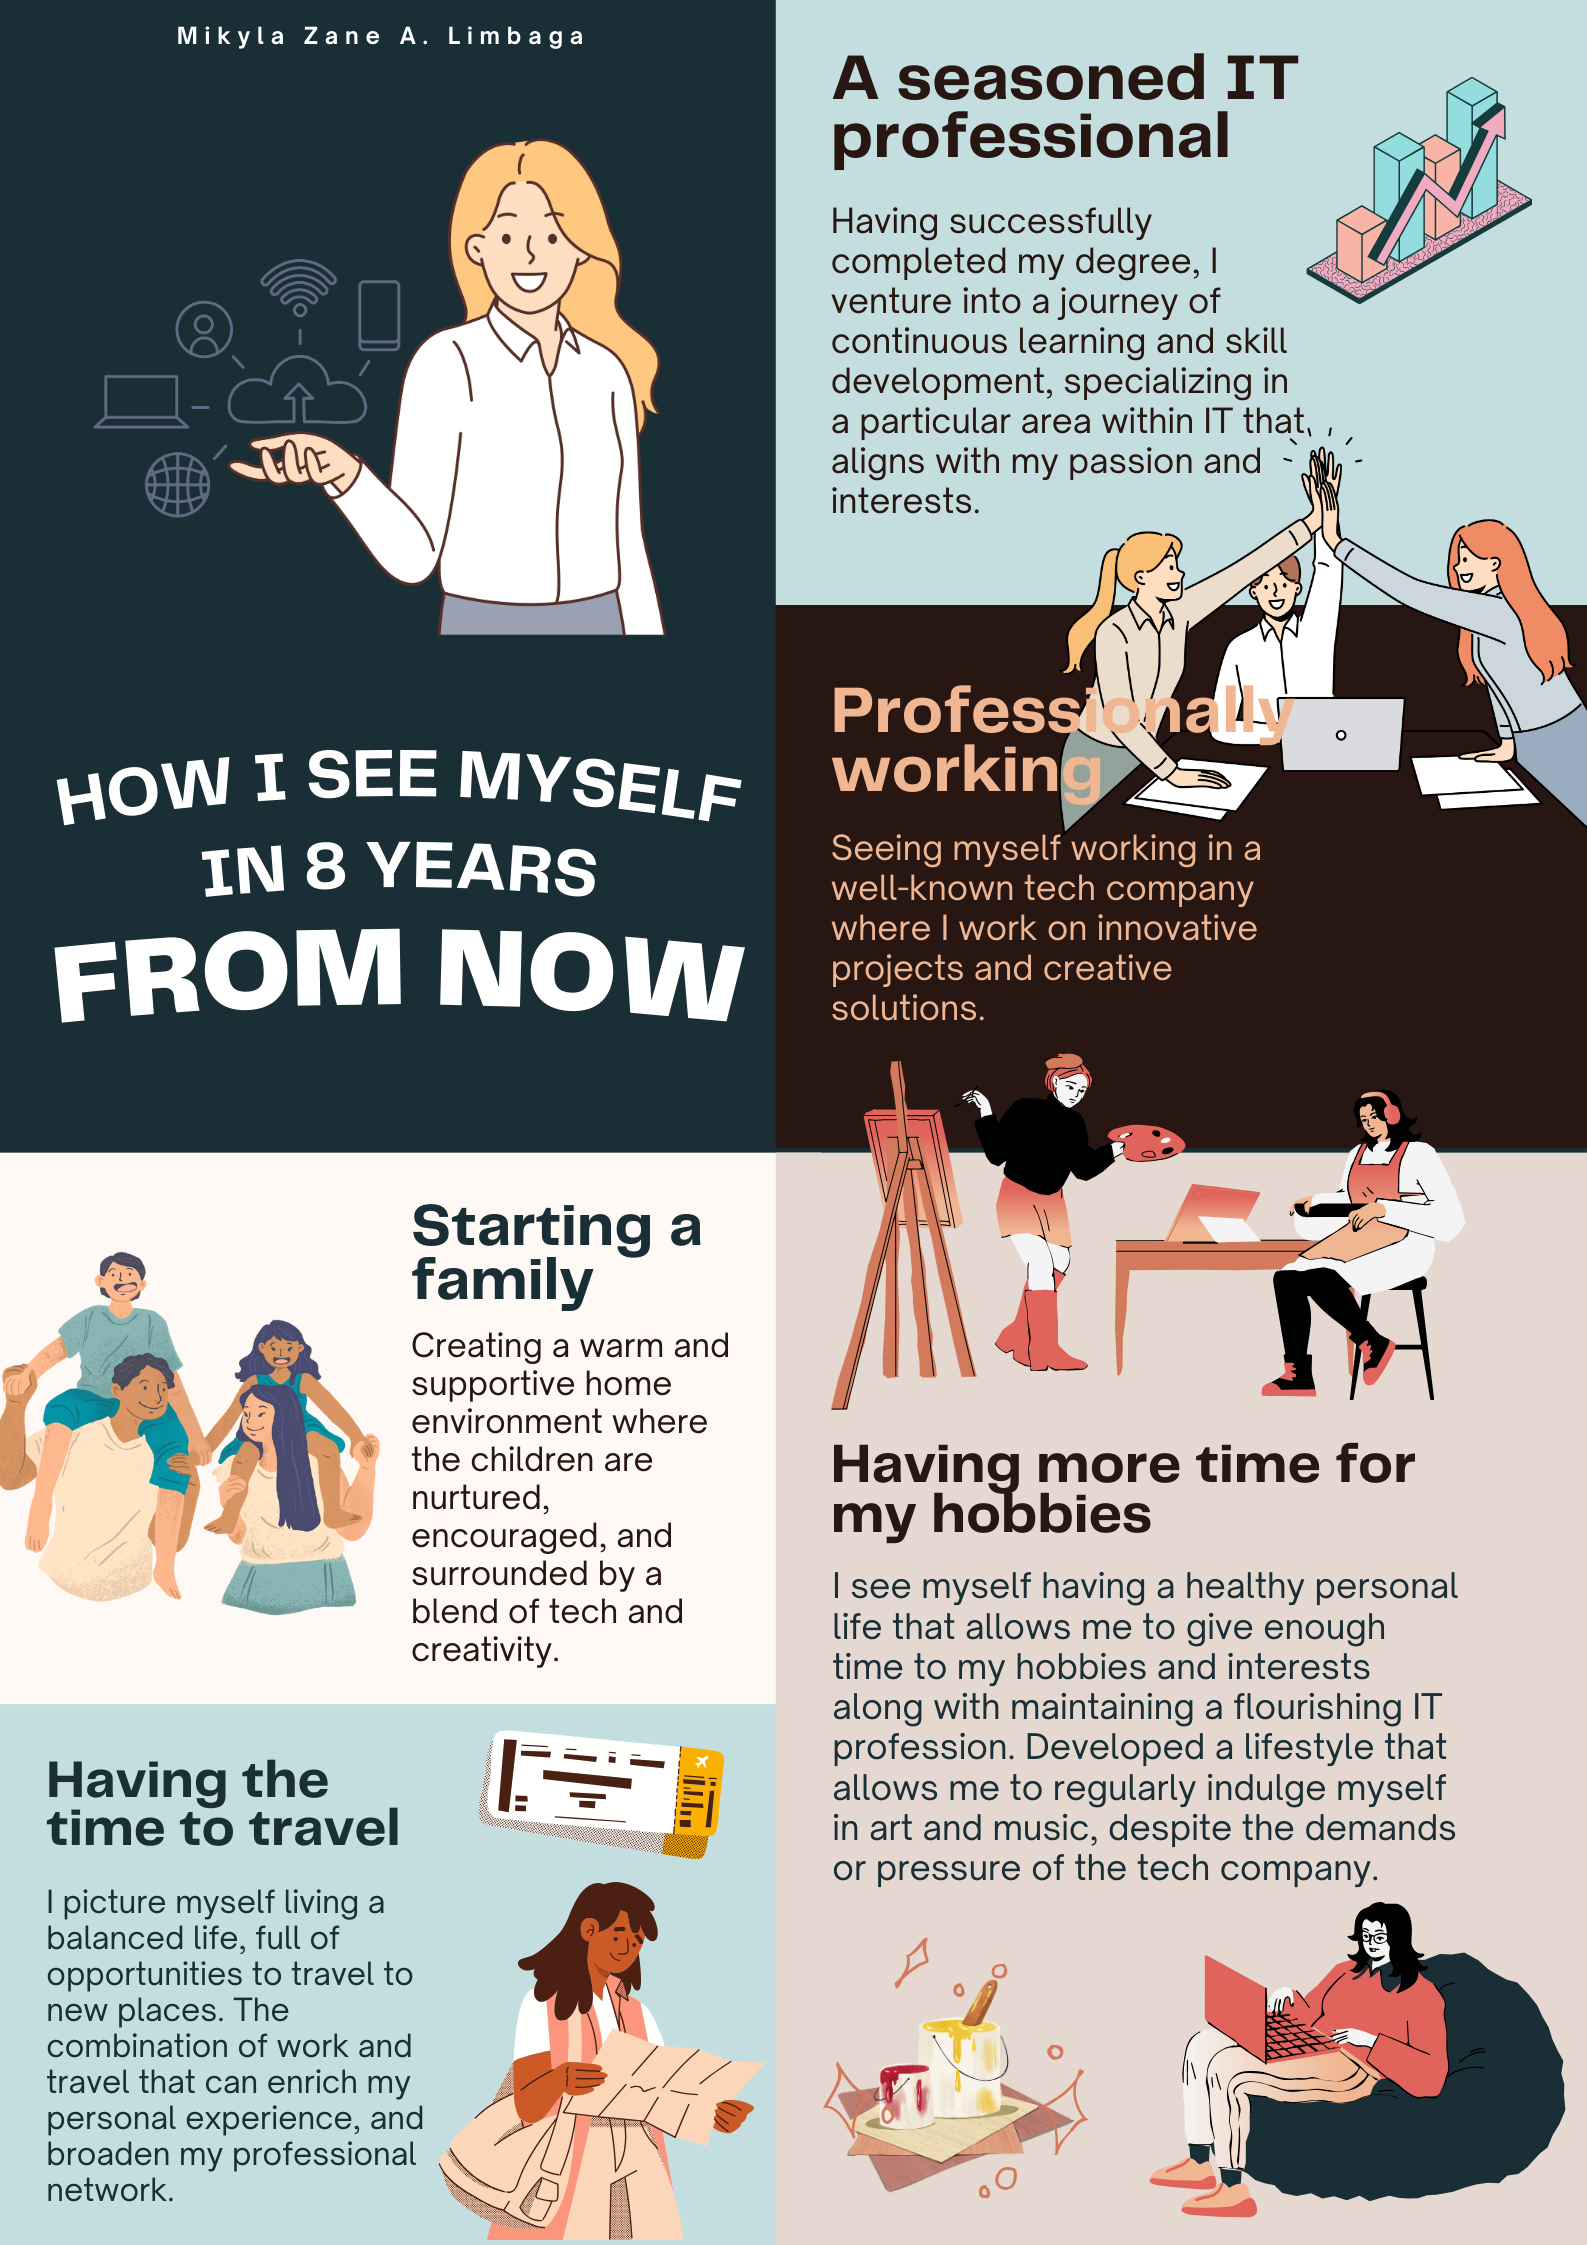 Mikyla Zane A. Limbaga
HOW I SEE MYSELF
IN 8 YEARS
FROM NOW
A seasoned IT
professional
Having successfully
completed my degree, I
venture into a journey of
continuous learning and skill
development, specializing in
a particular area within IT that
aligns with my passion and
interests.
Professionally
working
Seeing myself working in a
well-known tech company
where I work on innovative
projects and creative
solutions.
Starting a
family
Creating a warm and
supportive home
environment where
the children are
nurtured,
encouraged, and
surrounded by a
blend of tech and
creativity.
Having more time for
my hobbies
I see myself having a healthy personal
life that allows me to give enough
time to my hobbies and interests
along with maintaining a flourishing IT
profession. Developed a lifestyle that
allows me to regularly indulge myself
in art and music, despite the demands
or pressure of the tech company.
Having the
time to travel
I picture myself living a
balanced life, full of
opportunities to travel to
new places. The
combination of work and
travel that can enrich my
personal experience, and
broaden my professional
network.